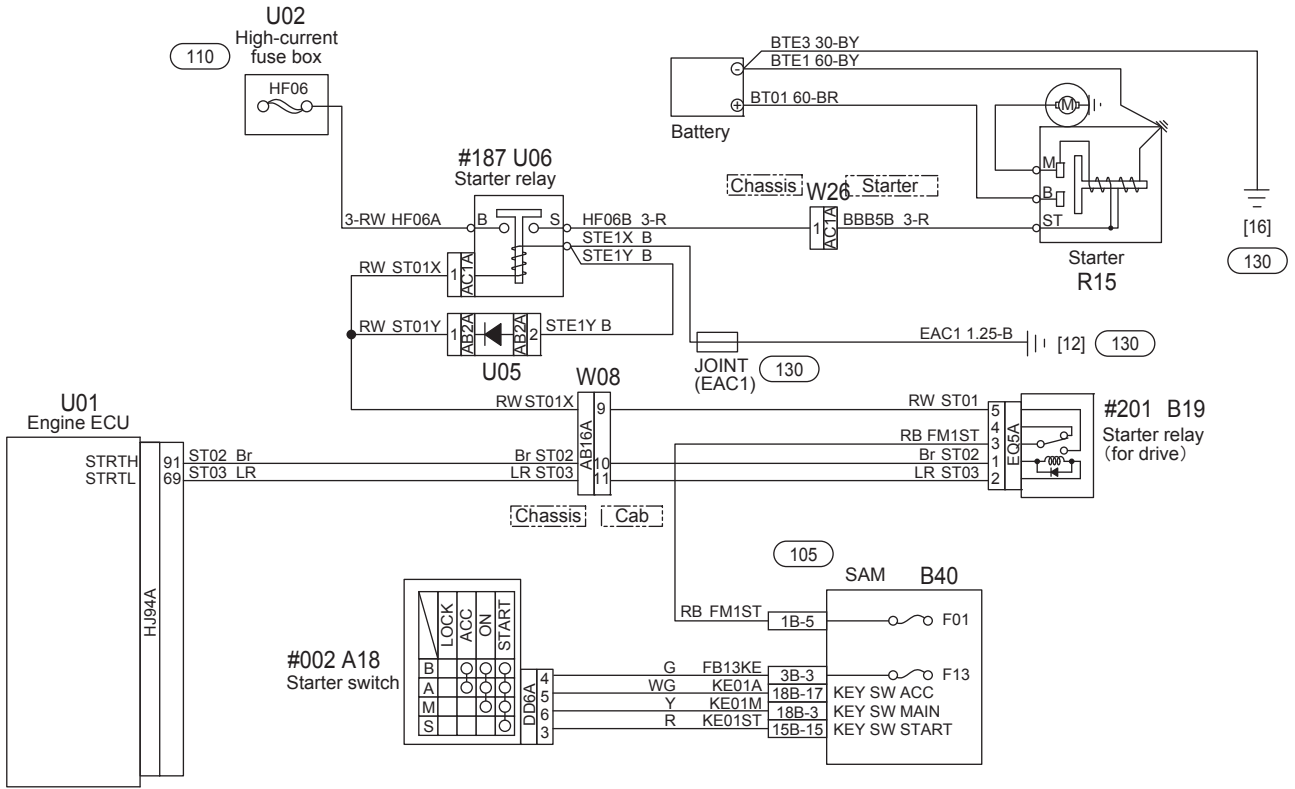 U02
High-current
fuse box
110
HF06
BTE3 30-BY
BTE1 60-BY
BT01 60-BR
Battery
M
#187 U06
Starter relay
Chassis
W26
Starter
M
B
ST
3-RW HF06A
B
S
HF06B 3-R
1
AC1A
BBB5B 3-R
STE1X B
STE1Y B
[16]
130
Starter
R15
RW ST01X
1
AC1A
RW ST01Y
1
AB2A
AB2A
2
STE1Y B
U05
JOINT
(EAC1)
130
EAC1 1.25-B
[12]
130
W08
U01
Engine ECU
RW ST01X
9
RW ST01
5
#201 B19
Starter relay
(for drive)
4
RB FM1ST
3
STRTH
91
ST02 Br
Br ST02
10
Br ST02
1
STRTL
69
ST03 LR
LR ST03
11
LR ST03
2
AB16A
EQ5A
Chassis
Cab
HJ94A
105
SAM
B40
RB FM1ST
1B-5
F01
#002 A18
Starter switch
LOCK
ACC
ON
START
B
A
M
S
DD6A
4
G
FB13KE
3B-3
F13
5
WG
KE01A
18B-17
KEY SW ACC
6
Y
KE01M
18B-3
KEY SW MAIN
3
R
KE01ST
15B-15
KEY SW START